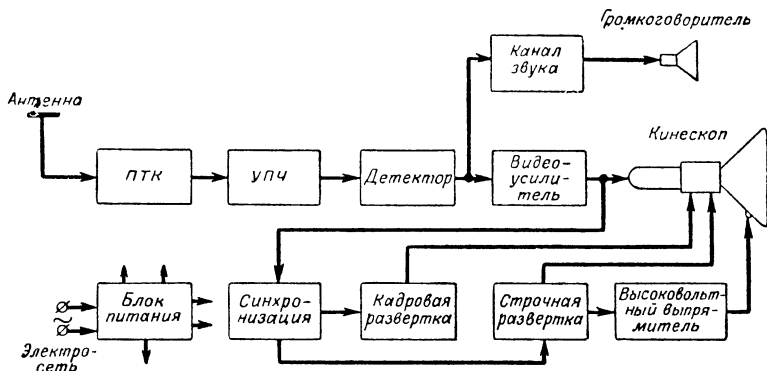 Громкоговоритель
Канал
звука
Антенна
Кинескоп
ПТК
УПЧ
Детектор
Видео-
усили-
тель
Блок
питания
Синхро-
низация
Кадровая
развертка
Строчная
развертка
Высоковольт-
ный выпря-
митель
~
Электро-
сеть